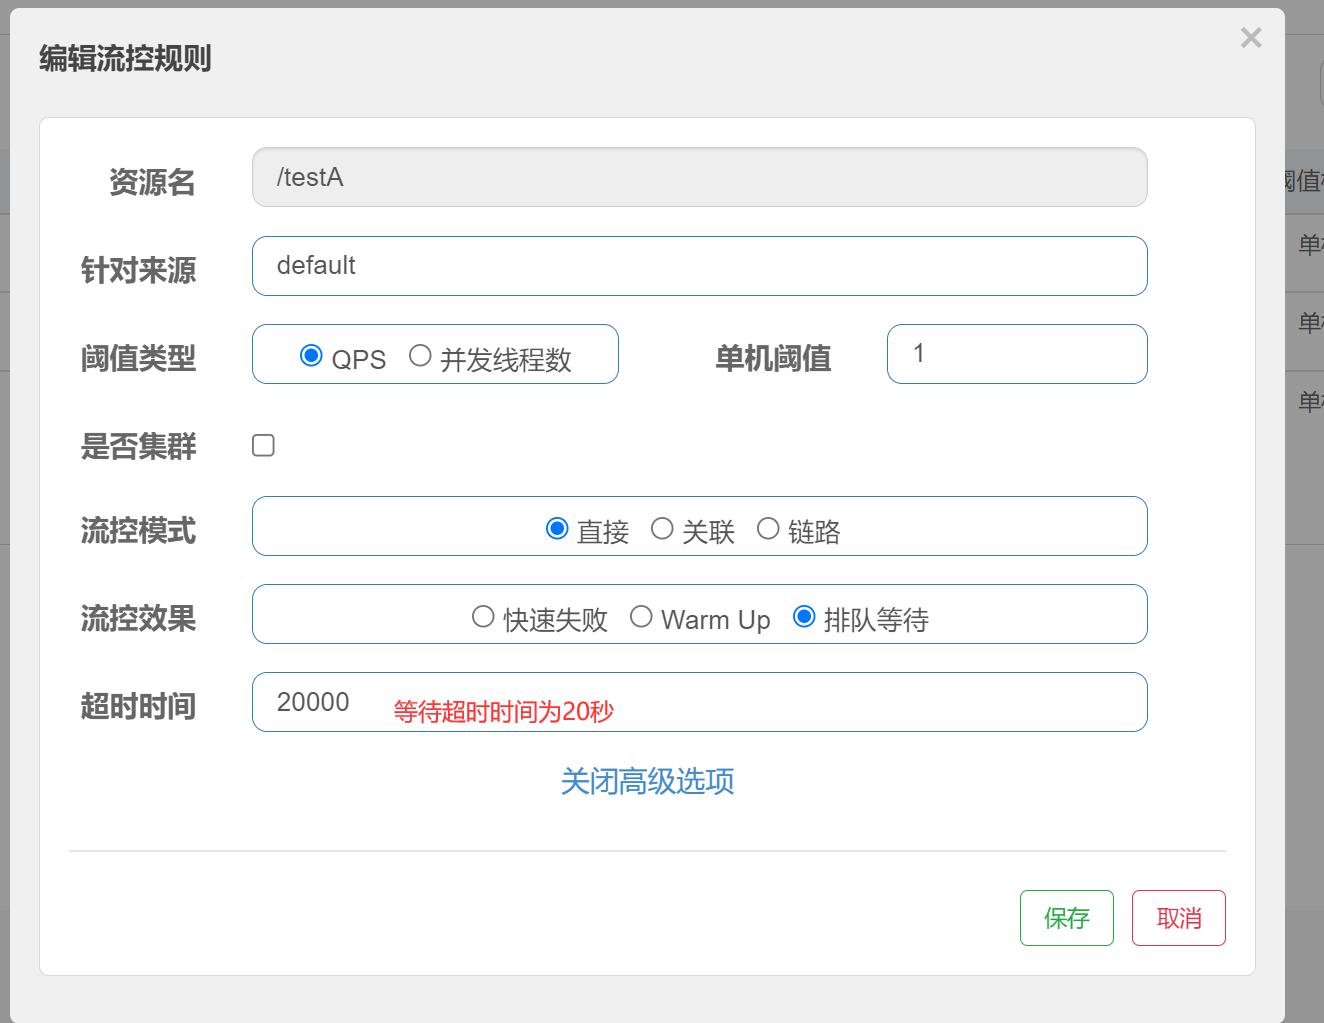 编辑流控规则
×
资源名 /testA
针对来源 default
阈值类型 QPS 并发线程数 单机阈值 1
是否集群
流控模式 直接 关联 链路
流控效果 快速失败 Warm Up 排队等待
超时时间 20000 等待超时时间为20秒
关闭高级选项
保存 取消
阈值
单
单
单